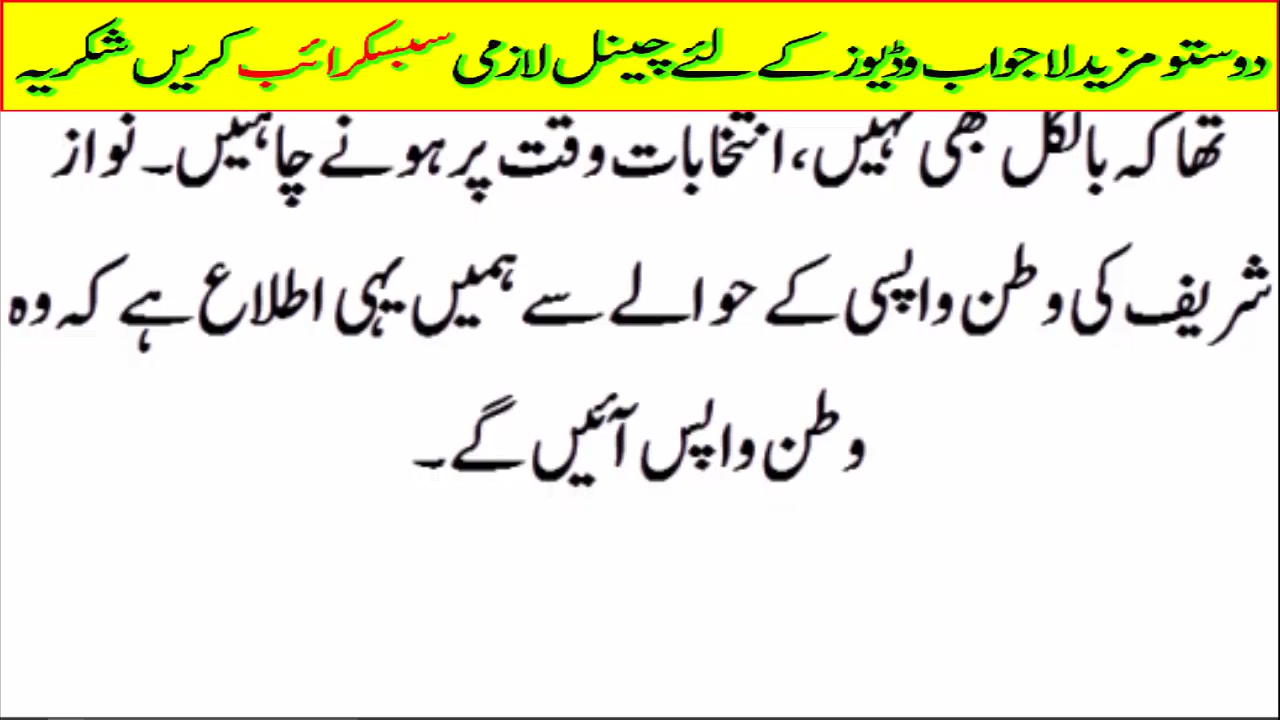 دوستو مزید لاجواب وڈیوز کے لئے چینل لازمی سبسکرائب کریں شکریہ
تھا کہ بالکل بھی نہیں، انتخابات وقت پر ہونے چاہئیں۔ نواز
شریف کی وطن واپسی کے حوالے سے ہمیں یہی اطلاع ہے کہ وہ
وطن واپس آئیں گے۔